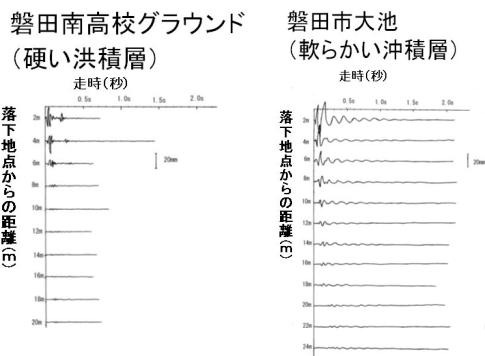 磐田南高校グラウンド
(硬い洪積層)
走時(秒)
0.5s 1.0s 1.5s 2.0s
落下地点からの距離(m)
2m
4m
6m
8m
10m
12m
14m
16m
18m
20m
20mm
磐田市大池
(軟らかい沖積層)
走時(秒)
0.5s 1.0s 1.5s 2.0s
落下地点からの距離(m)
2m
4m
6m
8m
10m
12m
14m
16m
18m
20m
22m
24m
20mm